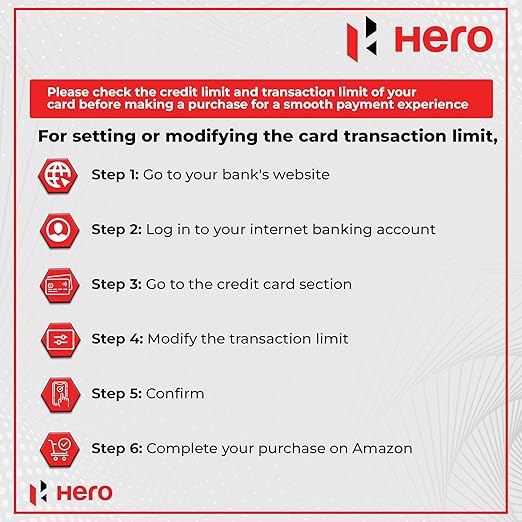 Hero
Please check the credit limit and transaction limit of your
card before making a purchase for a smooth payment experience
For setting or modifying the card transaction limit,
Step 1: Go to your bank's website
Step 2: Log in to your internet banking account
Step 3: Go to the credit card section
Step 4: Modify the transaction limit
Step 5: Confirm
Step 6: Complete your purchase on Amazon
Hero